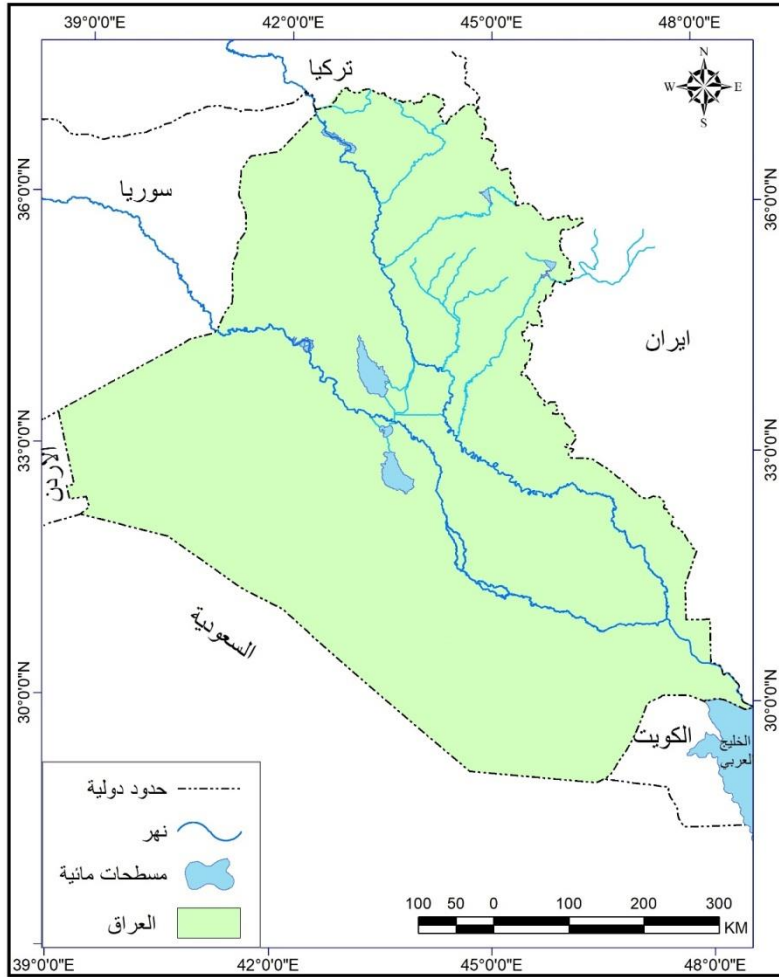 39°0'0"E 42°0'0"E 45°0'0"E 48°0'0"E
N
W E
S
تركيا
سوريا
ايران
الاردن
السعودية
الكويت
الخليج
العربي
36°0'0"N
33°0'0"N
30°0'0"N
36°0'0"N
33°0'0"N
30°0'0"N
حدود دولية
نهر
مسطحات مائية
العراق
100 50 0 100 200 300
KM
39°0'0"E 42°0'0"E 45°0'0"E 48°0'0"E